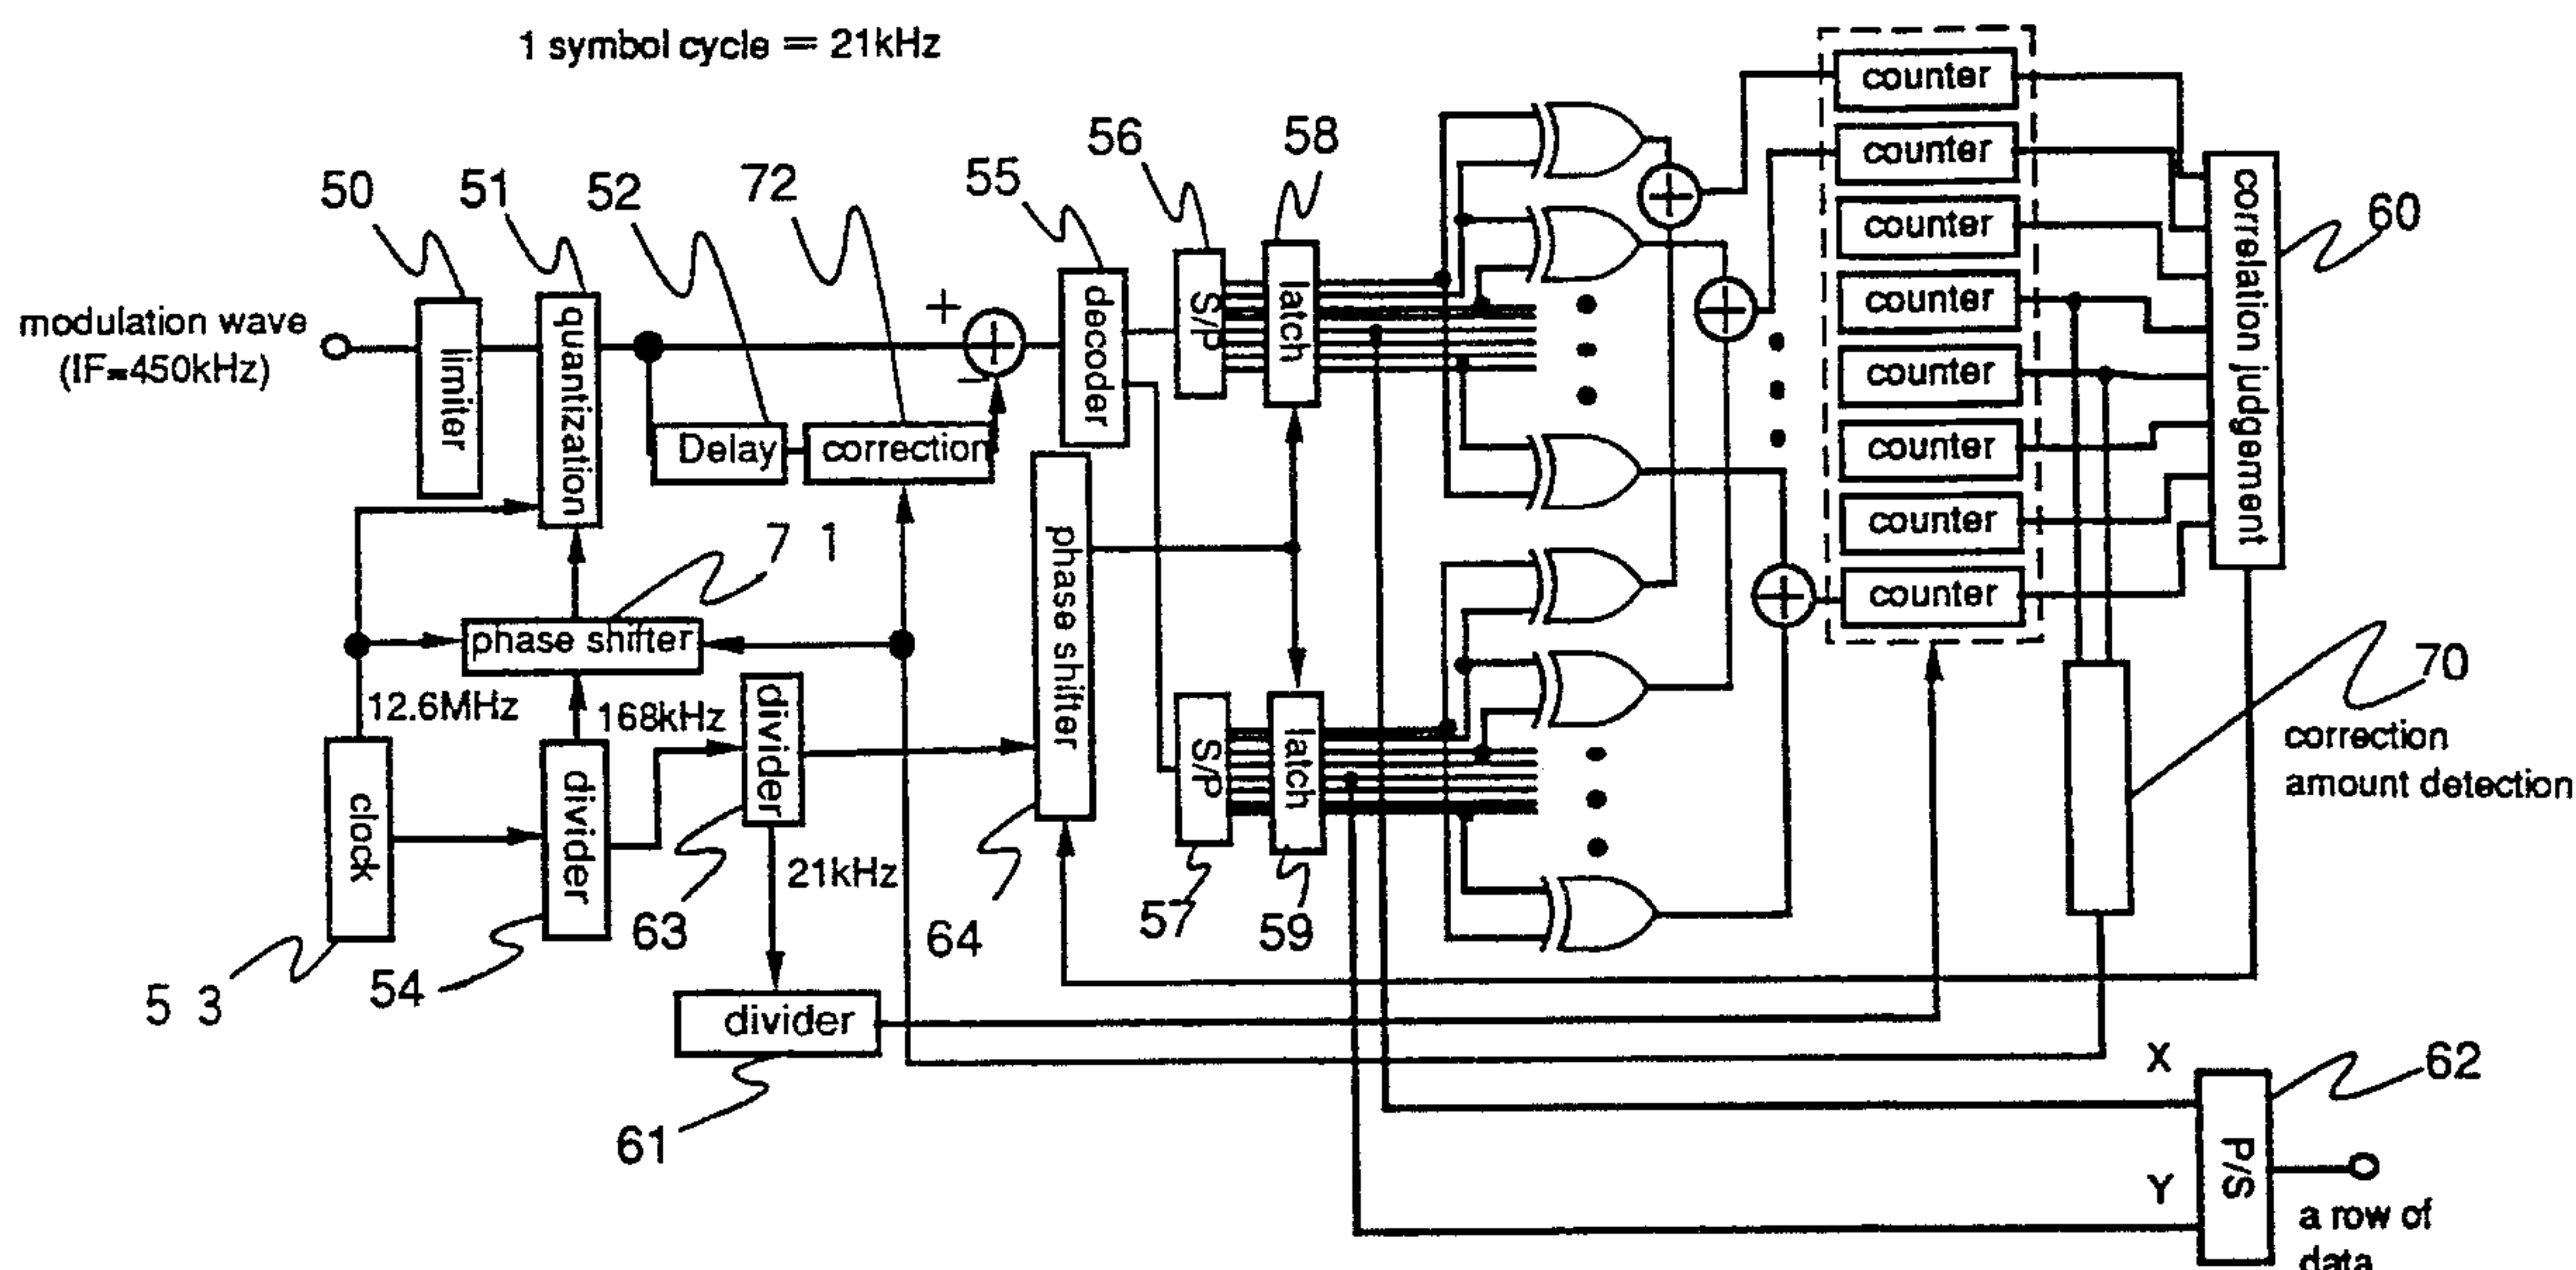 1 symbol cycle = 21kHz
modulation wave
(IF=450kHz)
50
51
52
72
55
56
58
60
limiter
quantization
Delay
correction
+
−
decoder
S/P
latch
counter
counter
counter
counter
counter
counter
counter
counter
correlation judgement
7 1
phase shifter
phase shifter
12.6MHz
168kHz
clock
divider
divider
21kHz
5 3
54
63
64
S/P
latch
57
59
70
correction
amount detection
divider
61
X
Y
62
P/S
a row of
data